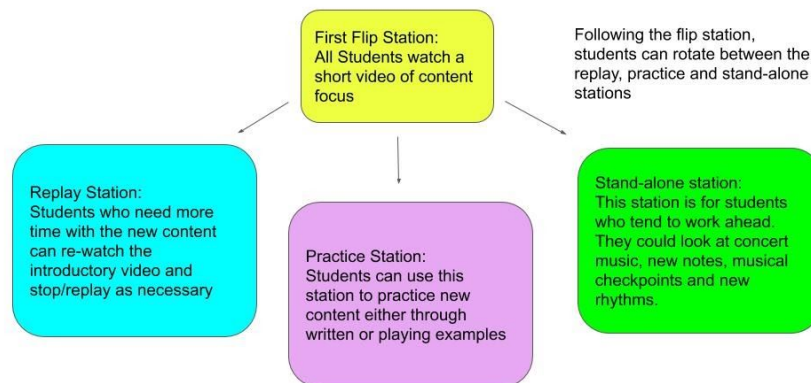 First Flip Station:
All Students watch a
short video of content
focus
Following the flip station,
students can rotate between the
replay, practice and stand-alone
stations
Replay Station:
Students who need more
time with the new content
can re-watch the
introductory video and
stop/replay as necessary
Practice Station:
Students can use this
station to practice new
content either through
written or playing examples
Stand-alone station:
This station is for students
who tend to work ahead.
They could look at concert
music, new notes, musical
checkpoints and new
rhythms.